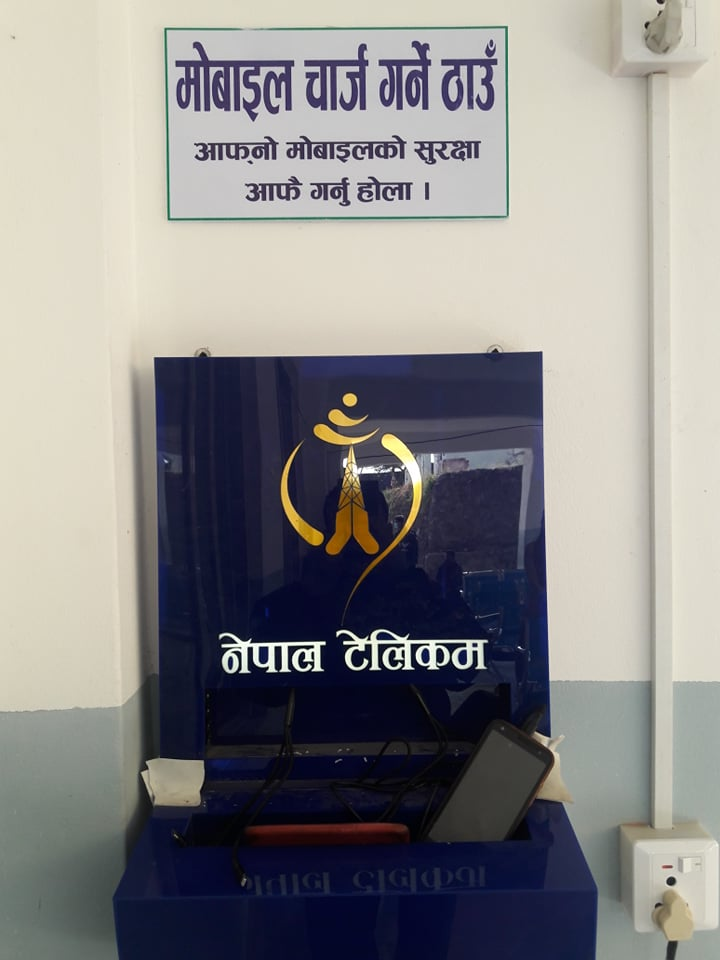 मोबाइल चार्ज गर्ने ठाउँ
आफ्‌नो मोबाइलको सुरक्षा
आफै गर्नु होला ।
नेपाल टेलिकम